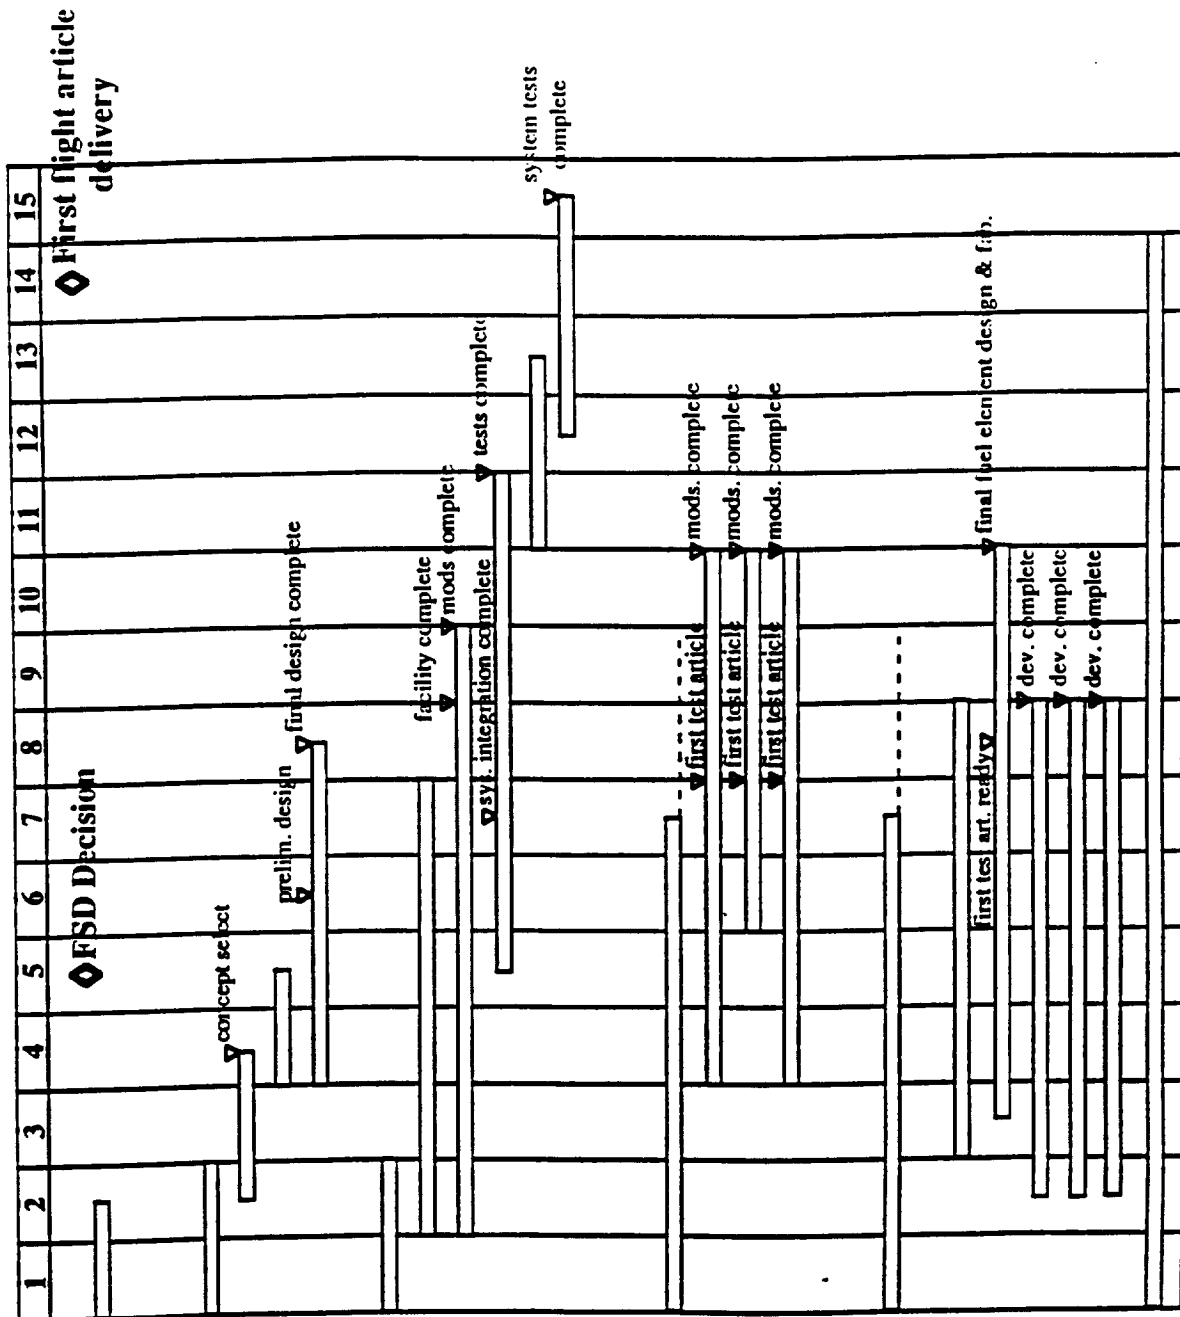 1 2 3 4 5 6 7 8 9 10 11 12 13 14 15
FSD Decision
First flight article
delivery
concept select
prelim. design
final design complete
facility complete
mods complete
sys. integration complete
tests complete
system tests
complete
first test article
mods. complete
first test article
mods. complete
first test article
mods. complete
first test art. ready
final fuel element design & fab.
dev. complete
dev. complete
dev. complete